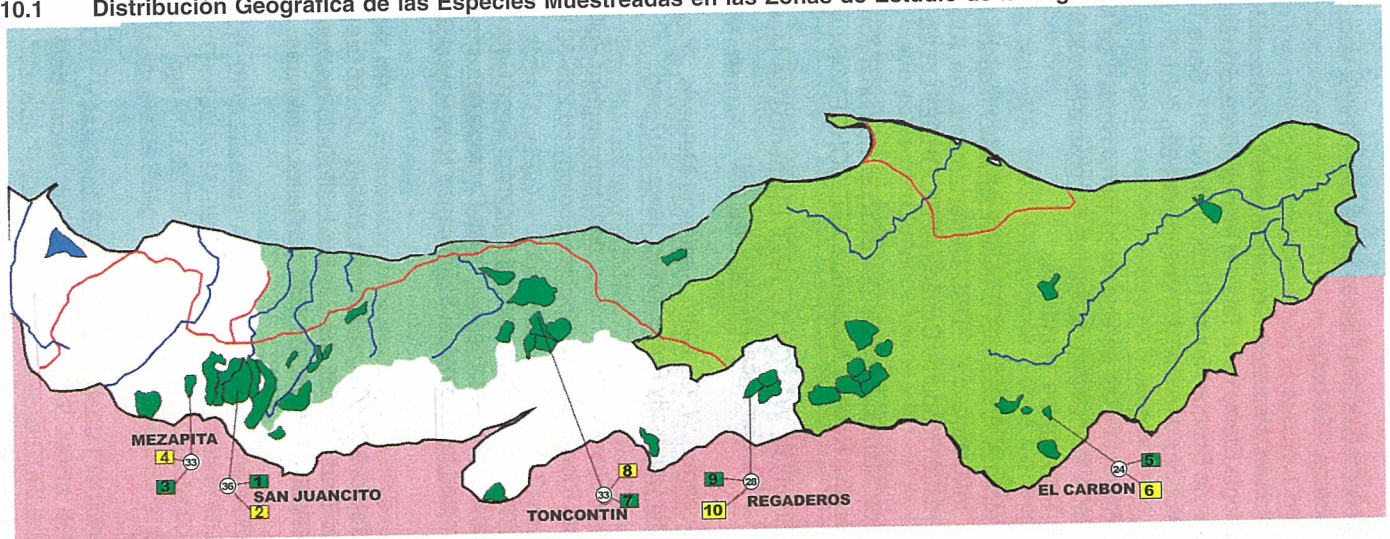 10.1 Distribución Geográfica de las Especies Muestreadas en las Zonas de Estudio de
MEZAPITA
4
33
3
36
1
SAN JUANCITO
2
8
33
7
TONCONTIN
9
28
REGADEROS
10
5
24
EL CARBON
6